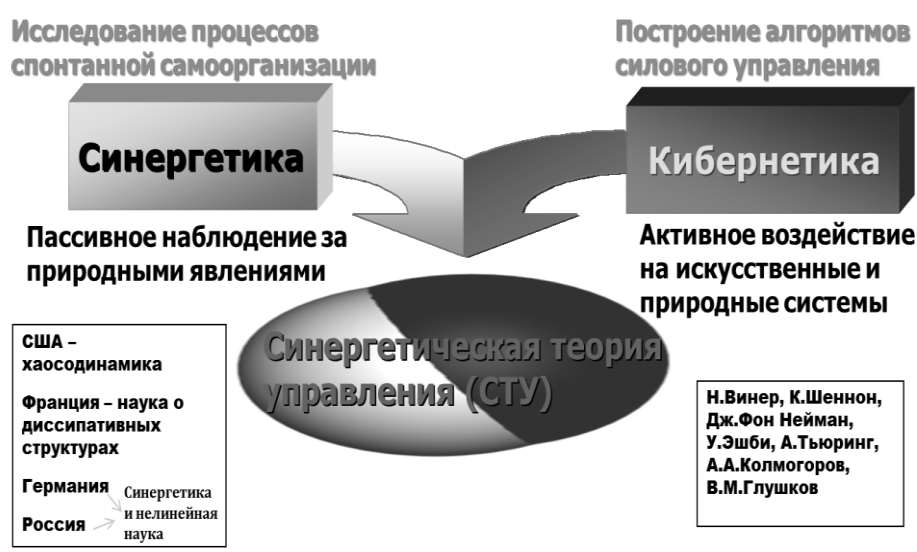 Исследование процессов
спонтанной самоорганизации
Построение алгоритмов
силового управления
Синергетика
Кибернетика
Пассивное наблюдение за
природными явлениями
Активное воздействие
на искусственные и
природные системы
Синергетическая теория
управления (СТУ)
США –
хаосодинамика
Франция – наука о
диссипативных
структурах
Германия
Россия
Синергетика
и нелинейная
наука
Н.Винер, К.Шеннон,
Дж.Фон Нейман,
У.Эшби, А.Тьюринг,
А.А.Колмогоров,
В.М.Глушков